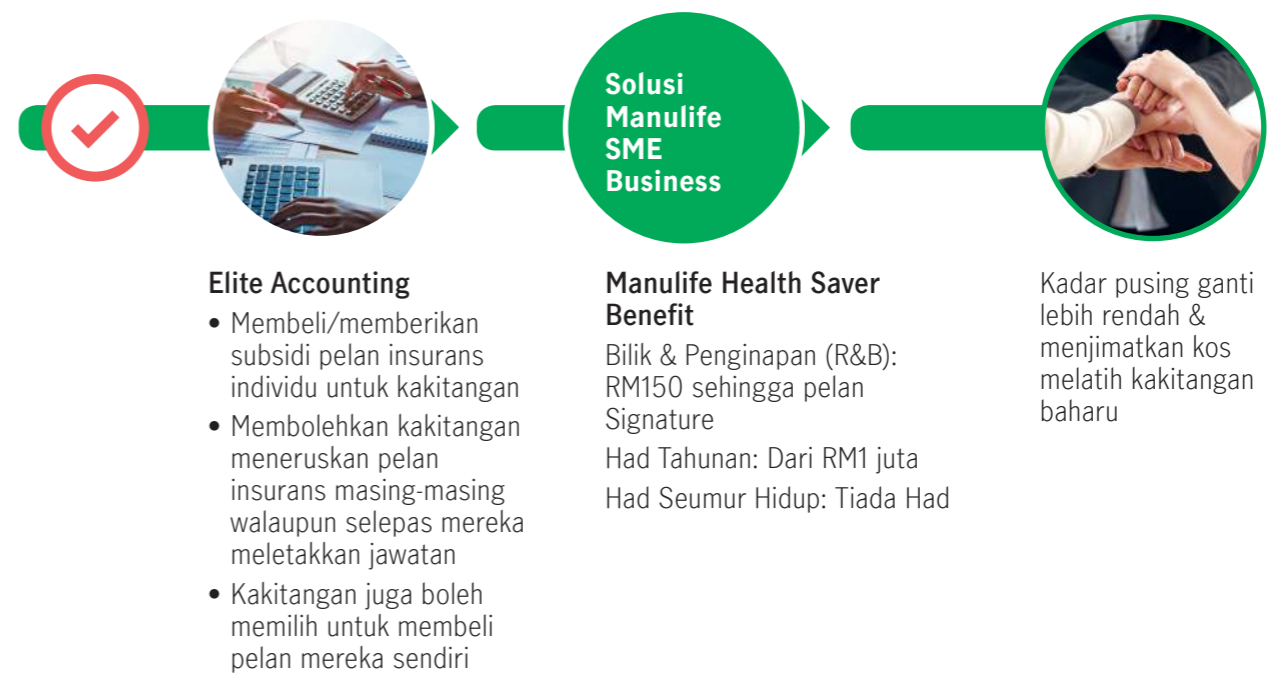 Solusi
Manulife
SME
Business
Elite Accounting
• Membeli/memberikan
subsidi pelan insurans
individu untuk kakitangan
• Membolehkan kakitangan
meneruskan pelan
insurans masing-masing
walaupun selepas mereka
meletakkan jawatan
• Kakitangan juga boleh
memilih untuk membeli
pelan mereka sendiri
Manulife Health Saver
Benefit
Bilik & Penginapan (R&B):
RM150 sehingga pelan
Signature
Had Tahunan: Dari RM1 juta
Had Seumur Hidup: Tiada Had
Kadar pusing ganti
lebih rendah &
menjimatkan kos
melatih kakitangan
baharu